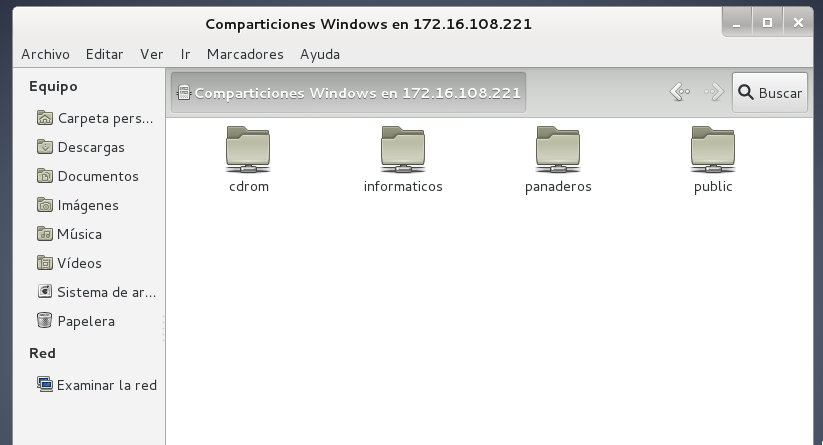 Comparticiones Windows en 172.16.108.221
Archivo Editar Ver Ir Marcadores Ayuda
Equipo
Carpeta pers...
Descargas
Documentos
Imágenes
Música
Vídeos
Sistema de ar...
Papelera
Red
Examinar la red
Comparticiones Windows en 172.16.108.221
Buscar
cdrom
informaticos
panaderos
public